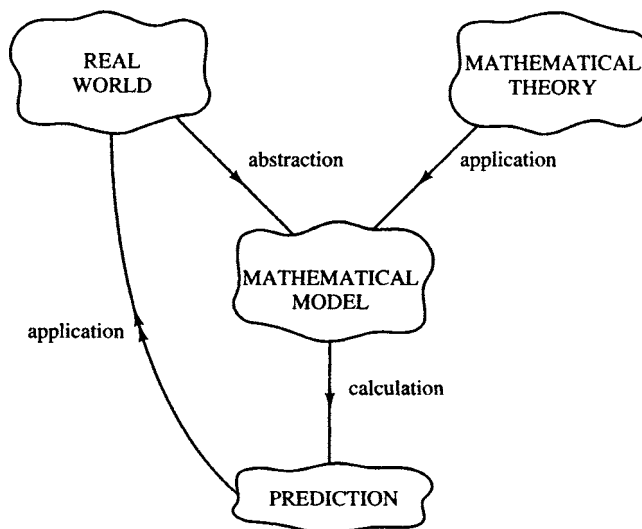 REAL
WORLD
MATHEMATICAL
THEORY
abstraction
application
MATHEMATICAL
MODEL
application
calculation
PREDICTION